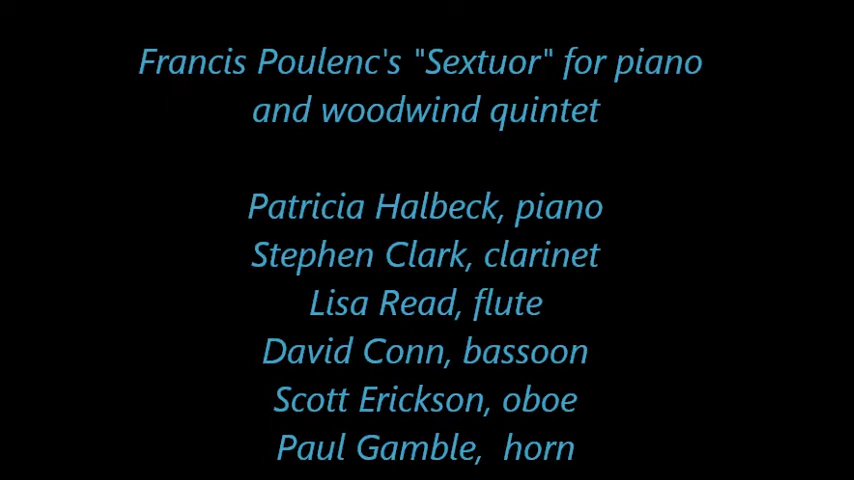 Francis Poulenc's "Sextuor" for piano
and woodwind quintet
Patricia Halbeck, piano
Stephen Clark, clarinet
Lisa Read, flute
David Conn, bassoon
Scott Erickson, oboe
Paul Gamble,  horn